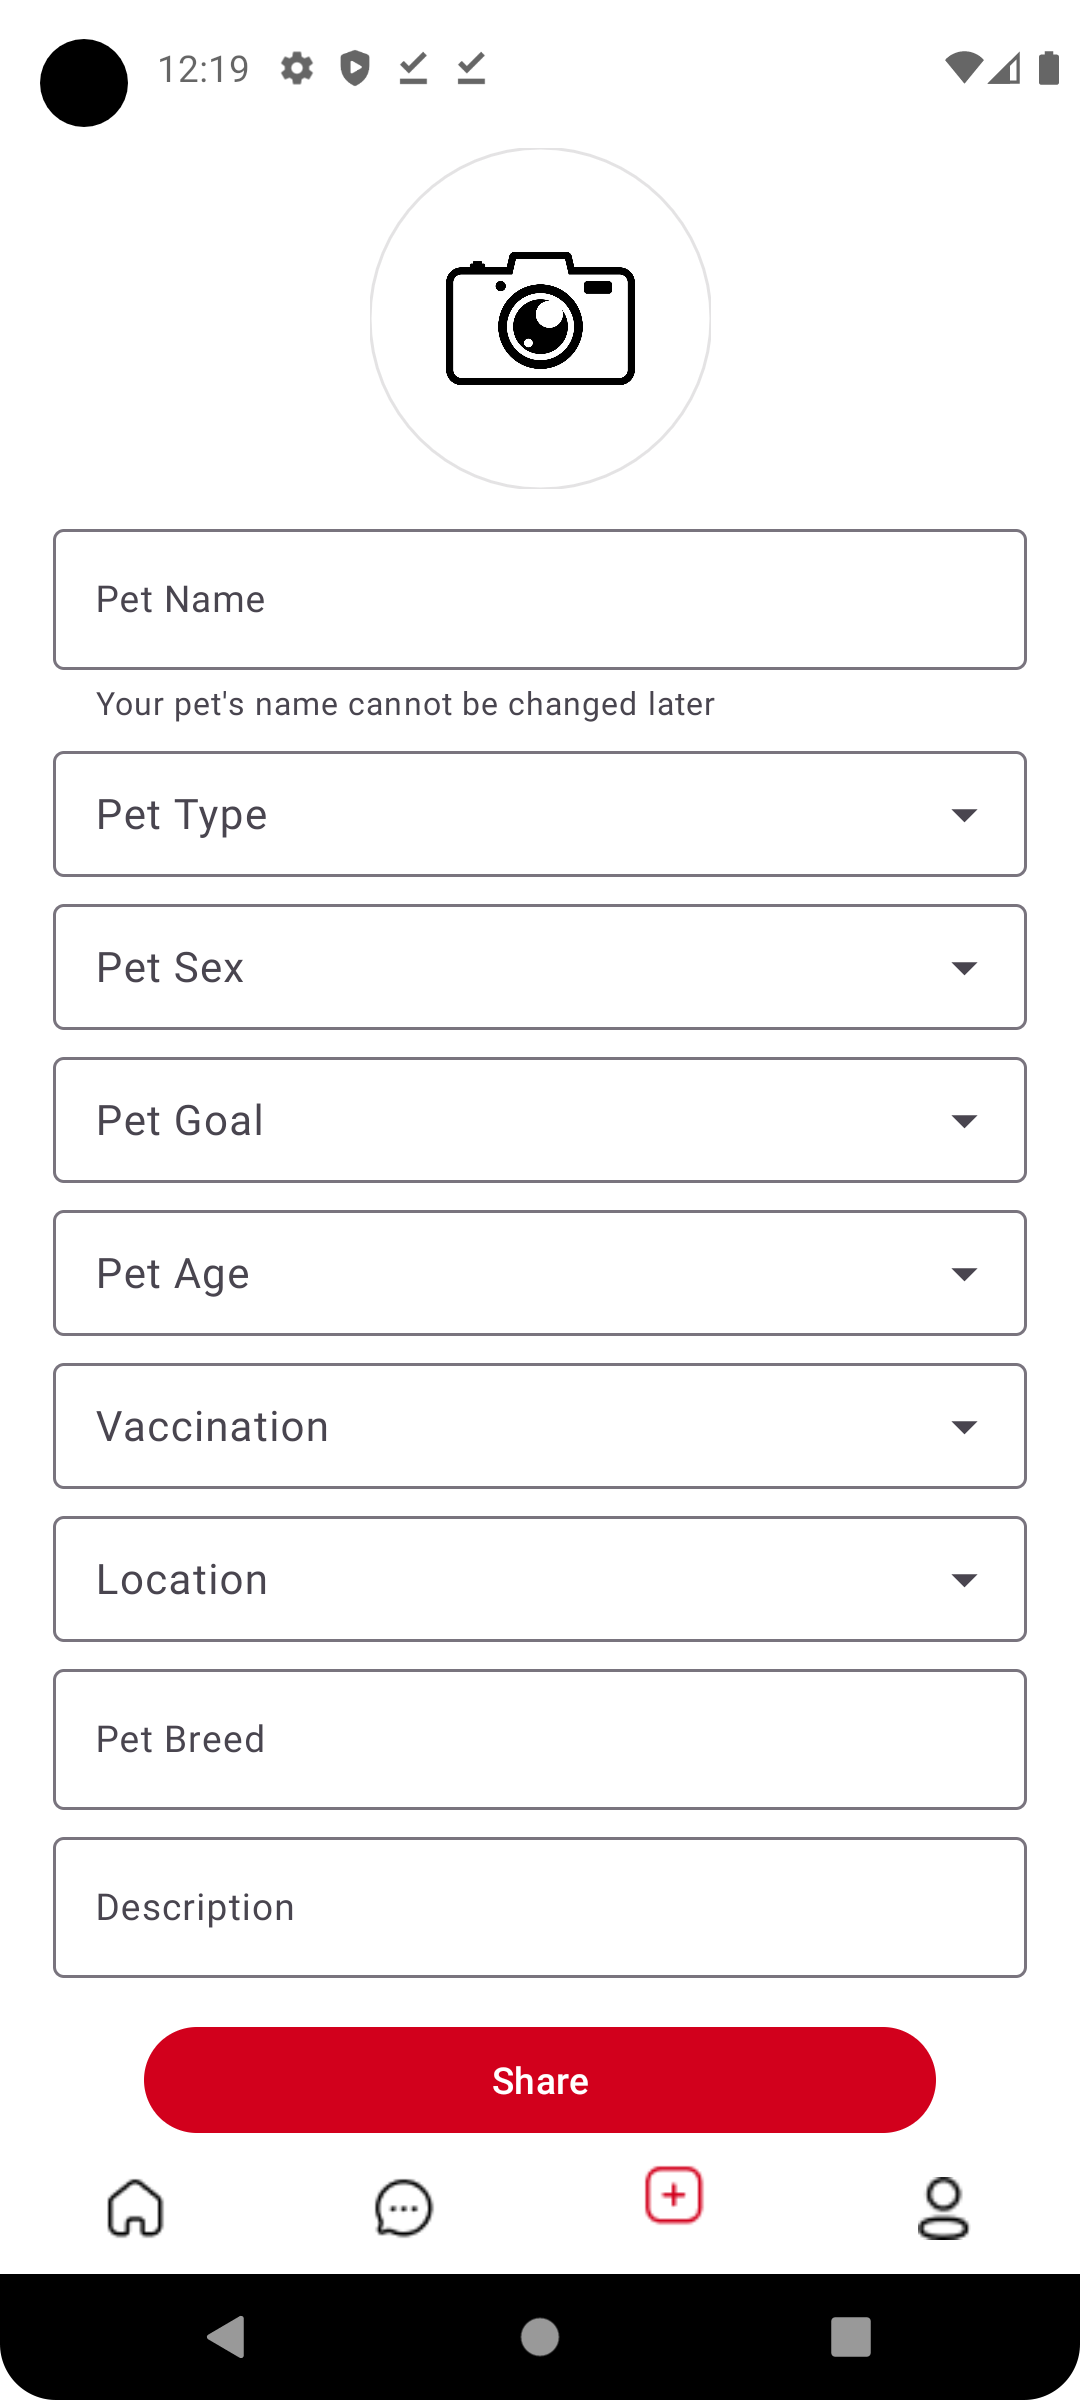 12:19
Pet Name
Your pet's name cannot be changed later
Pet Type
Pet Sex
Pet Goal
Pet Age
Vaccination
Location
Pet Breed
Description
Share